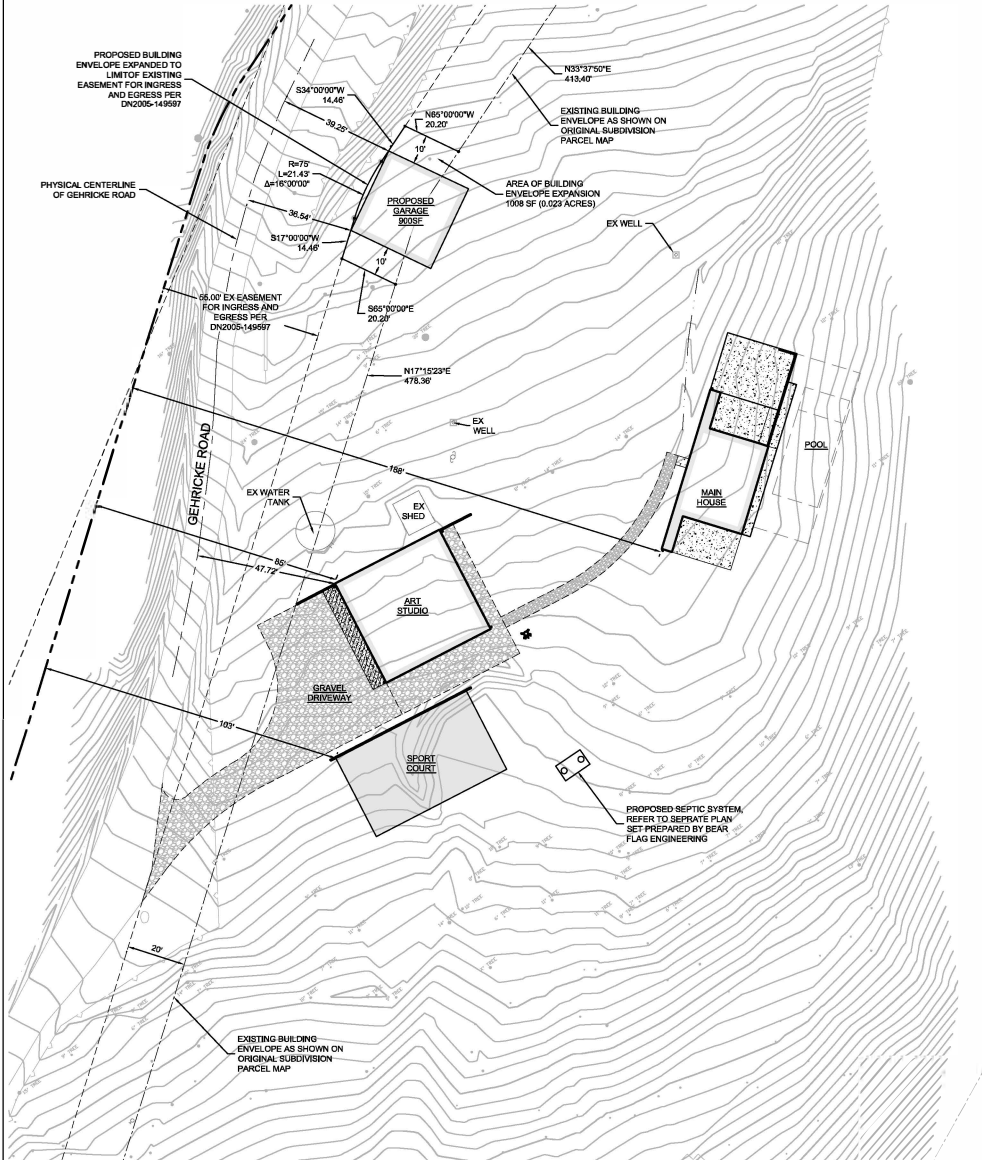 PROPOSED BUILDING
ENVELOPE EXPANDED TO
LIMITOF EXISTING
EASEMENT FOR INGRESS
AND EGRESS PER
DN2005-149597
S34°00'00"W
14.46'
N65°00'00"W
20.20'
N33°37'50"E
413.40'
EXISTING BUILDING
ENVELOPE AS SHOWN ON
ORIGINAL SUBDIVISION
PARCEL MAP
39.25'
10'
R=75'
L=21.43'
Δ=16°00'00"
PHYSICAL CENTERLINE
OF GEHRICKE ROAD
AREA OF BUILDING
ENVELOPE EXPANSION
1008 SF (0.023 ACRES)
PROPOSED
GARAGE
900SF
36.54'
EX WELL
S17°00'00"W
14.46'
10'
55.00' EX EASEMENT
FOR INGRESS AND
EGRESS PER
DN2005-149597
S65°00'00"E
20.20'
N17°15'23"E
478.36'
EX
WELL
POOL
168'
GEHRICKE ROAD
MAIN
HOUSE
EX WATER
TANK
EX
SHED
85'
47.72'
ART
STUDIO
GRAVEL
DRIVEWAY
103'
SPORT
COURT
PROPOSED SEPTIC SYSTEM,
REFER TO SEPRATE PLAN
SET PREPARED BY BEAR
FLAG ENGINEERING
20'
EXISTING BUILDING
ENVELOPE AS SHOWN ON
ORIGINAL SUBDIVISION
PARCEL MAP